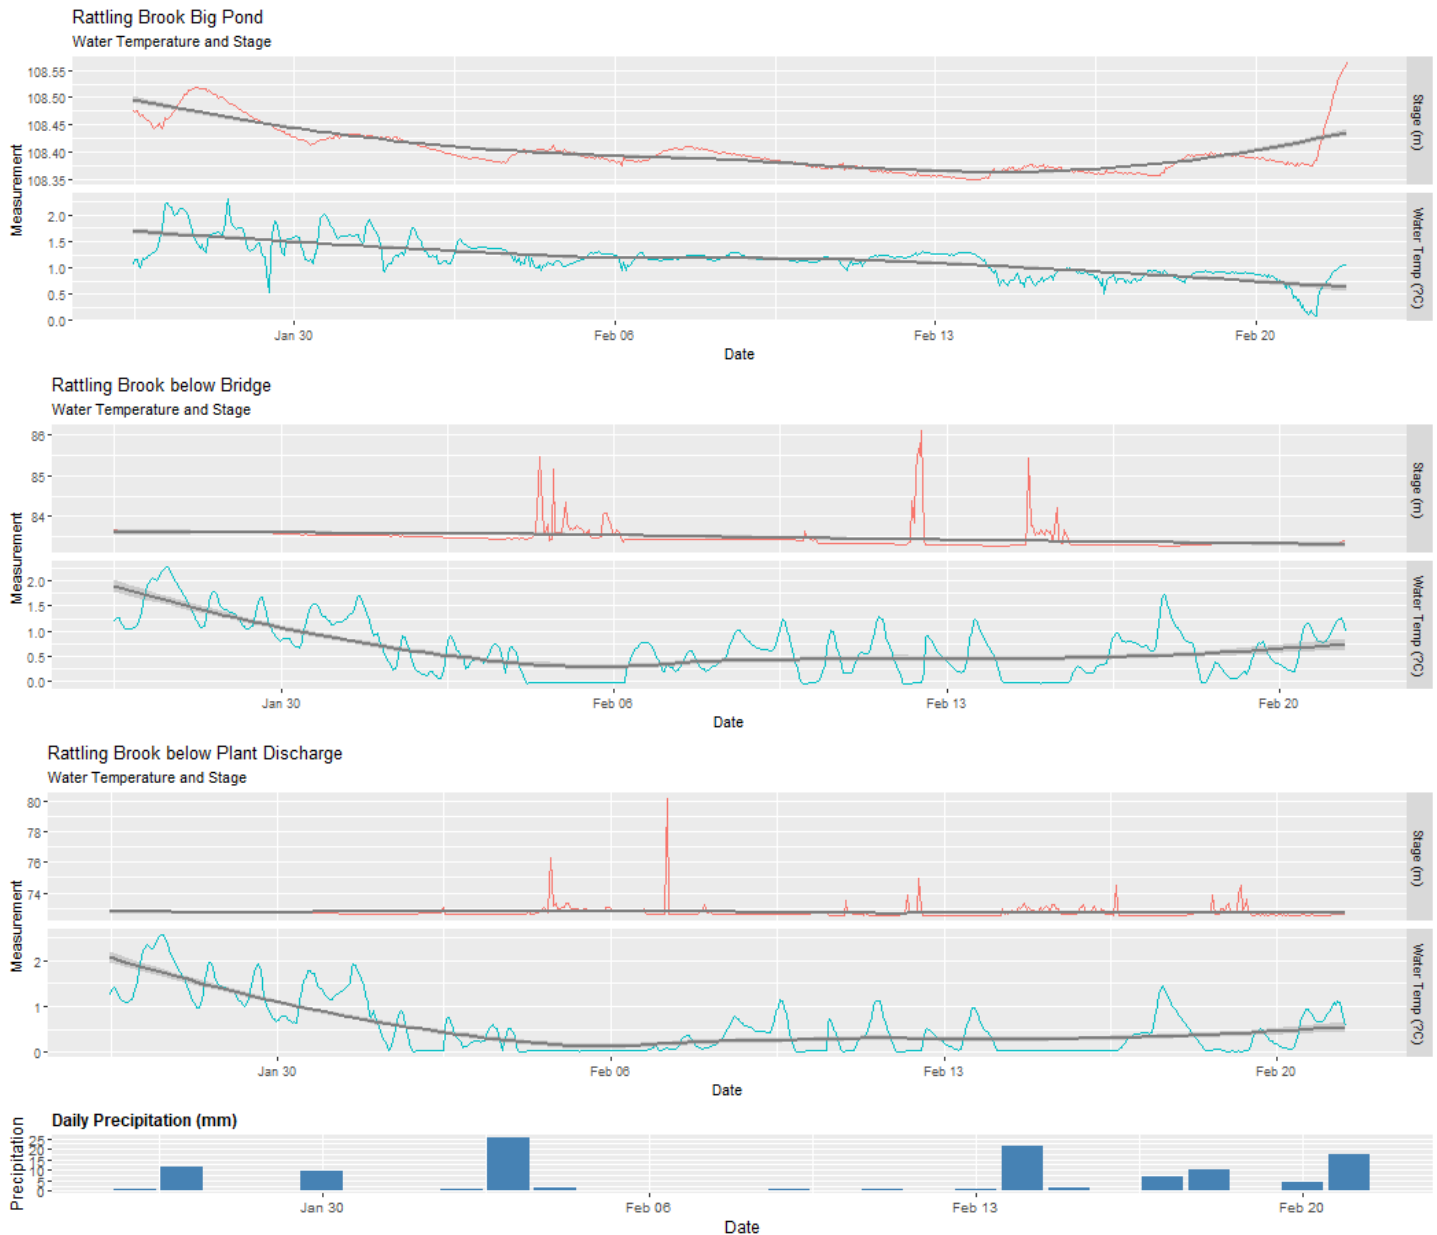 Rattling Brook Big Pond
Water Temperature and Stage
108.55
108.50
108.45
108.40
108.35
Stage (m)
Measurement
2.0
1.5
1.0
0.5
0.0
Water Temp (?C)
Jan 30 Feb 06 Feb 13 Feb 20
Date
Rattling Brook below Bridge
Water Temperature and Stage
86
85
84
Stage (m)
Measurement
2.0
1.5
1.0
0.5
0.0
Water Temp (?C)
Jan 30 Feb 06 Feb 13 Feb 20
Date
Rattling Brook below Plant Discharge
Water Temperature and Stage
80
78
76
74
Stage (m)
Measurement
2
1
0
Water Temp (?C)
Jan 30 Feb 06 Feb 13 Feb 20
Date
Daily Precipitation (mm)
Precipitation
25
20
15
10
5
0
Jan 30 Feb 06 Feb 13 Feb 20
Date